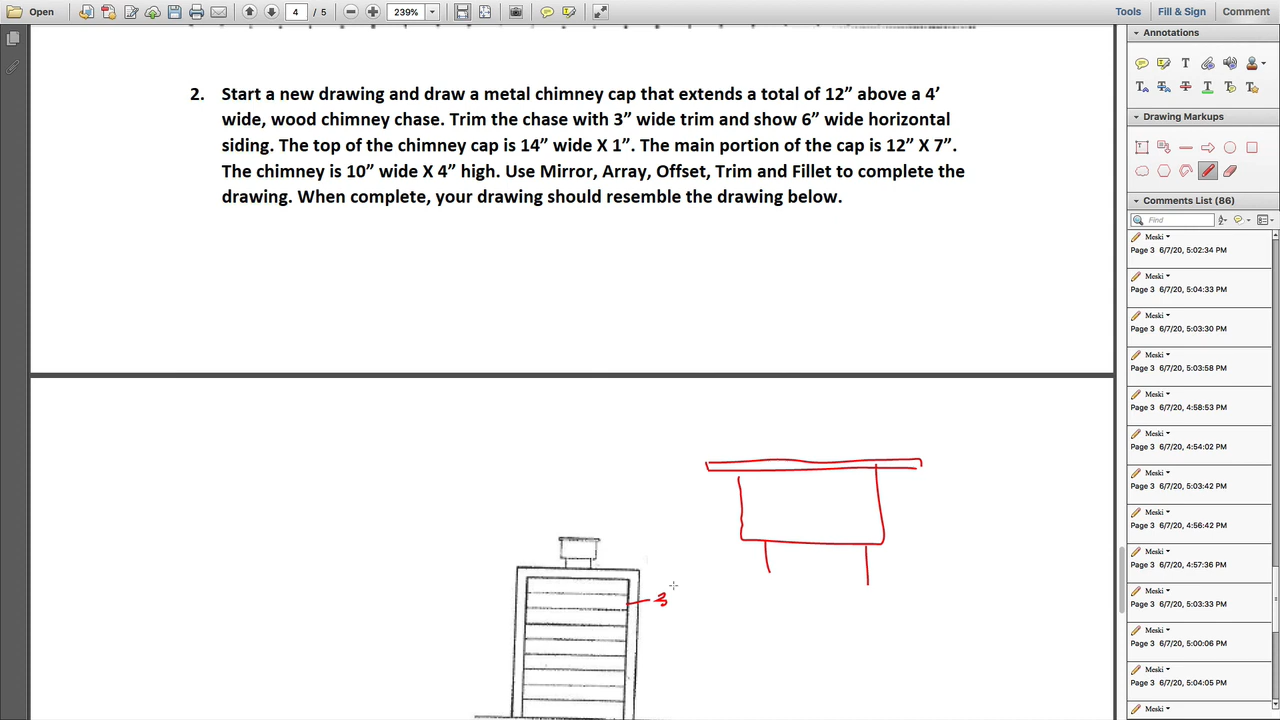 Open
4
/ 5
239%
Tools
Fill & Sign
Comment
Annotations
2. Start a new drawing and draw a metal chimney cap that extends a total of 12” above a 4’
wide, wood chimney chase. Trim the chase with 3” wide trim and show 6” wide horizontal
siding. The top of the chimney cap is 14” wide X 1”. The main portion of the cap is 12” X 7”.
The chimney is 10” wide X 4” high. Use Mirror, Array, Offset, Trim and Fillet to complete the
drawing. When complete, your drawing should resemble the drawing below.
3
Drawing Markups
Comments List (86)
Find
Meski
Page 3 6/7/20, 5:02:34 PM
Meski
Page 3 6/7/20, 5:04:33 PM
Meski
Page 3 6/7/20, 5:03:30 PM
Meski
Page 3 6/7/20, 5:03:58 PM
Meski
Page 3 6/7/20, 4:58:53 PM
Meski
Page 3 6/7/20, 4:54:02 PM
Meski
Page 3 6/7/20, 5:03:42 PM
Meski
Page 3 6/7/20, 4:56:42 PM
Meski
Page 3 6/7/20, 5:04:06 PM
Meski
Page 3 6/7/20, 5:03:33 PM
Meski
Page 3 6/7/20, 5:00:06 PM
Meski
Page 3 6/7/20, 5:04:05 PM
Meski